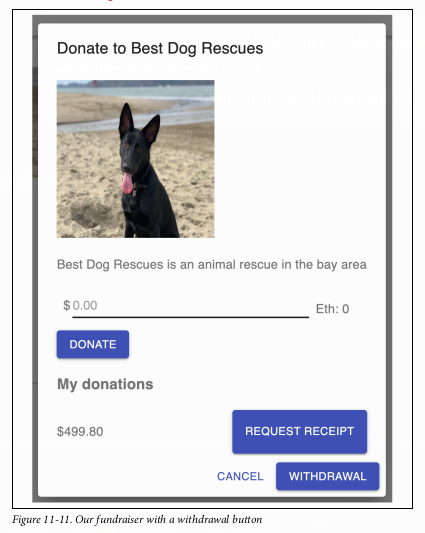 Donate to Best Dog Rescues
Best Dog Rescues is an animal rescue in the bay area
$ 0.00 Eth: 0
DONATE
My donations
$499.80 REQUEST RECEIPT
CANCEL WITHDRAWAL
Figure 11-11. Our fundraiser with a withdrawal button